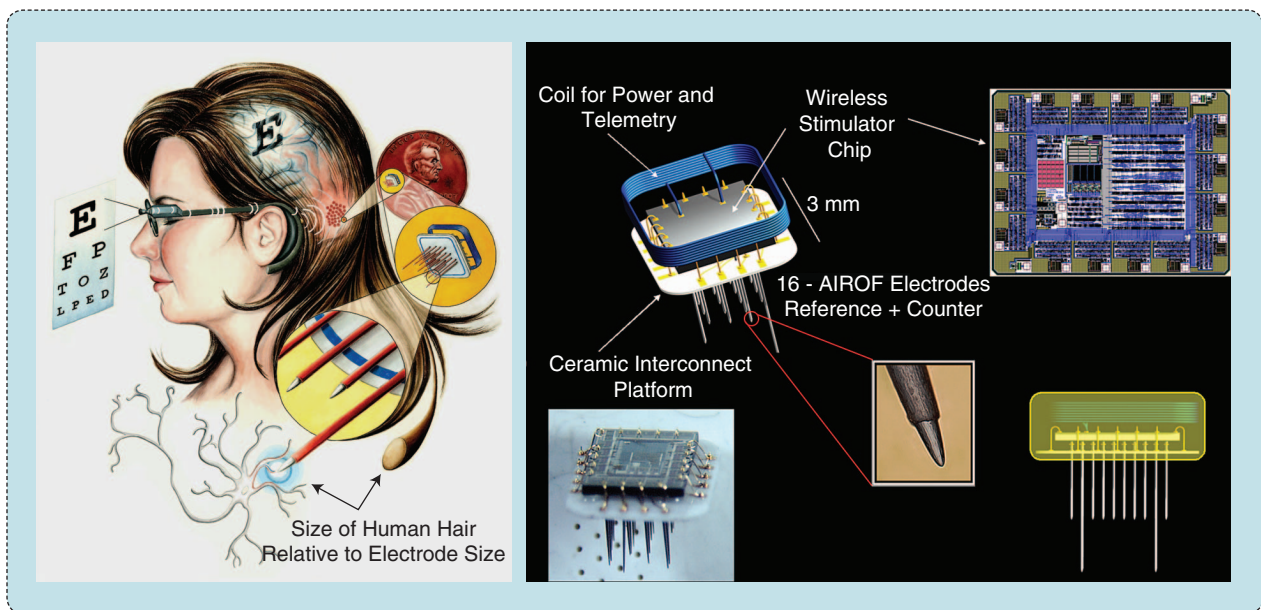 E
E
F P
T O Z
L P E D
Size of Human Hair
Relative to Electrode Size
Coil for Power and
Telemetry
Wireless
Stimulator
Chip
3 mm
16 - AIROF Electrodes
Reference + Counter
Ceramic Interconnect
Platform